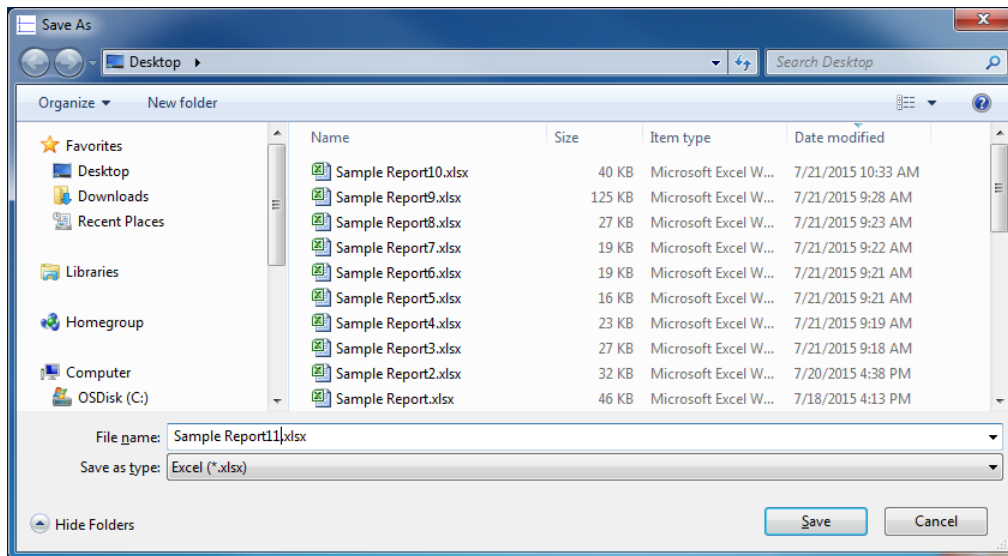 Save As
Desktop
Search Desktop
Organize New folder
Favorites
Desktop
Downloads
Recent Places
Libraries
Homegroup
Computer
OSDisk (C:)
Name Size Item type Date modified
Sample Report10.xlsx 40 KB Microsoft Excel W... 7/21/2015 10:33 AM
Sample Report9.xlsx 125 KB Microsoft Excel W... 7/21/2015 9:28 AM
Sample Report8.xlsx 27 KB Microsoft Excel W... 7/21/2015 9:23 AM
Sample Report7.xlsx 19 KB Microsoft Excel W... 7/21/2015 9:22 AM
Sample Report6.xlsx 19 KB Microsoft Excel W... 7/21/2015 9:21 AM
Sample Report5.xlsx 16 KB Microsoft Excel W... 7/21/2015 9:21 AM
Sample Report4.xlsx 23 KB Microsoft Excel W... 7/21/2015 9:19 AM
Sample Report3.xlsx 27 KB Microsoft Excel W... 7/21/2015 9:18 AM
Sample Report2.xlsx 32 KB Microsoft Excel W... 7/20/2015 4:38 PM
Sample Report.xlsx 46 KB Microsoft Excel W... 7/18/2015 4:13 PM
File name: Sample Report11.xlsx
Save as type: Excel (*.xlsx)
Hide Folders
Save Cancel